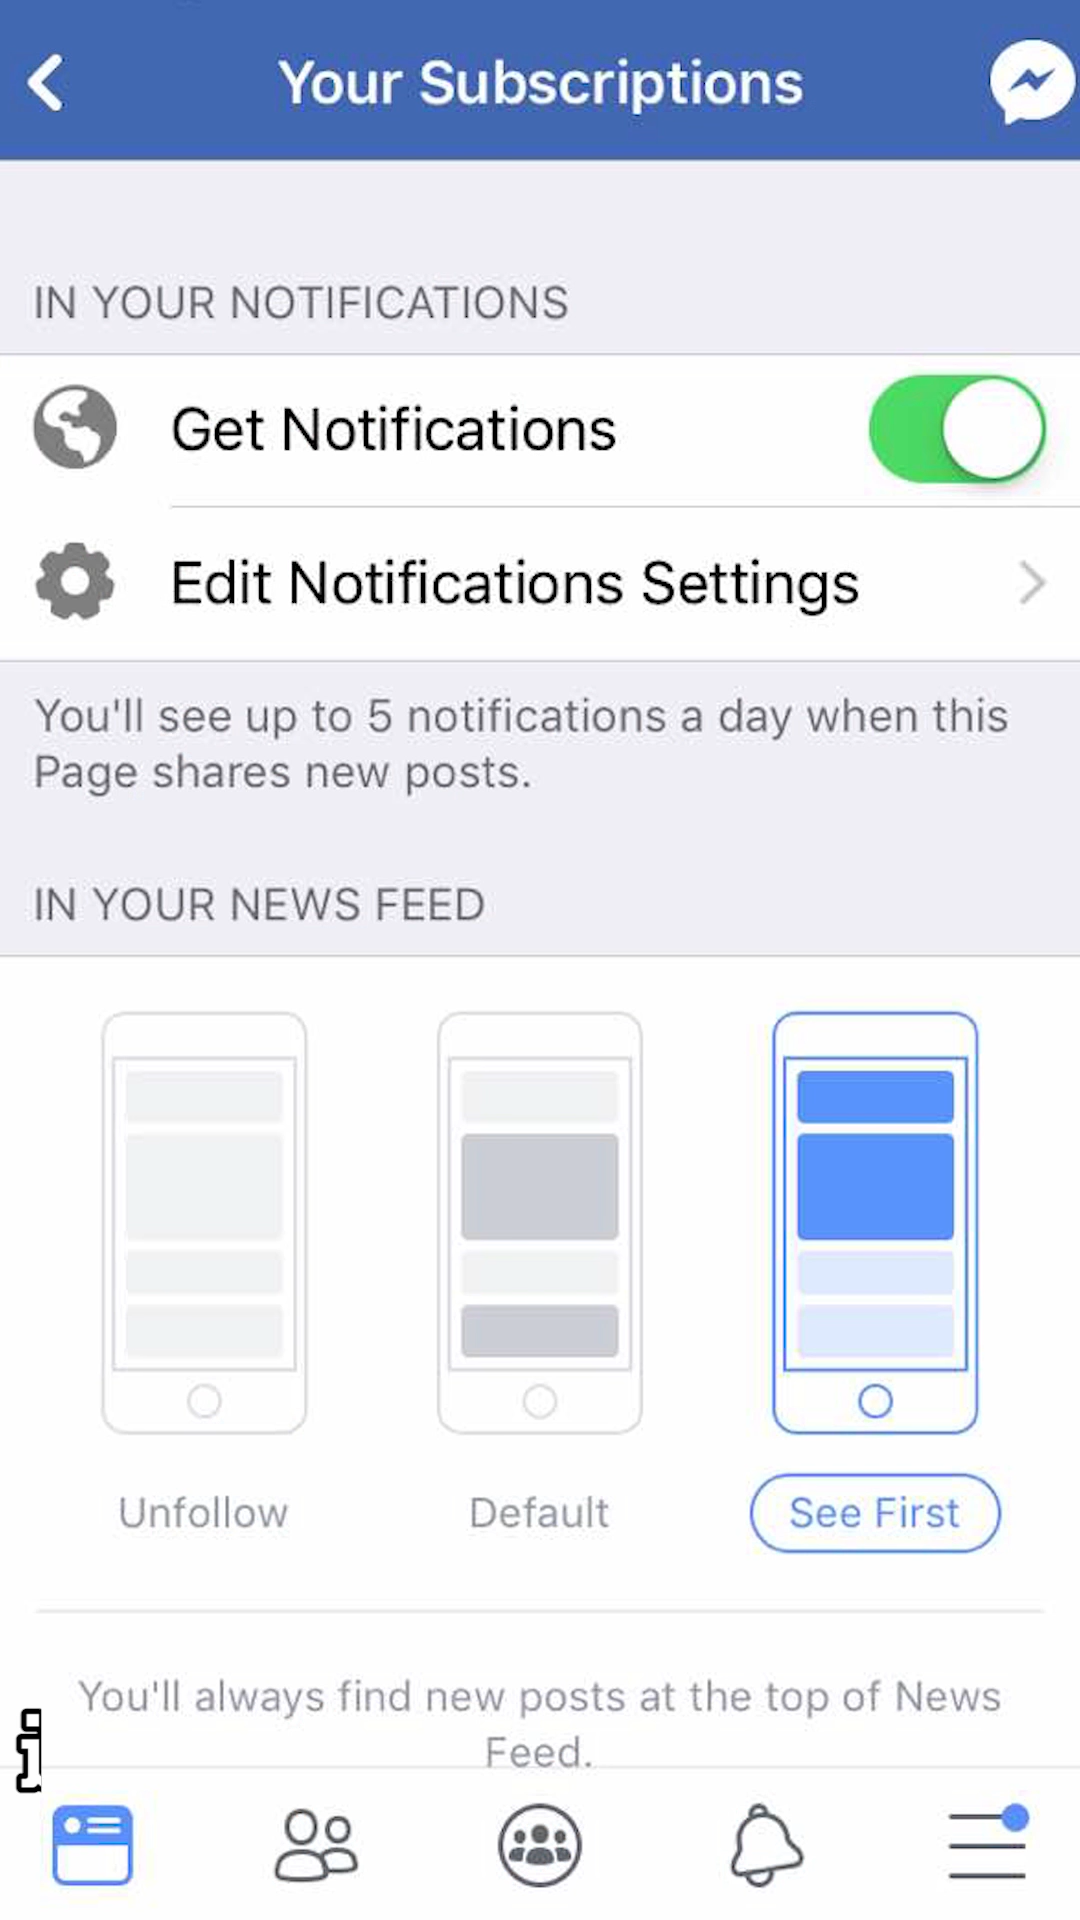 Your Subscriptions
IN YOUR NOTIFICATIONS
Get Notifications
Edit Notifications Settings
You'll see up to 5 notifications a day when this
Page shares new posts.
IN YOUR NEWS FEED
Unfollow
Default
See First
You'll always find new posts at the top of News
Feed.
i